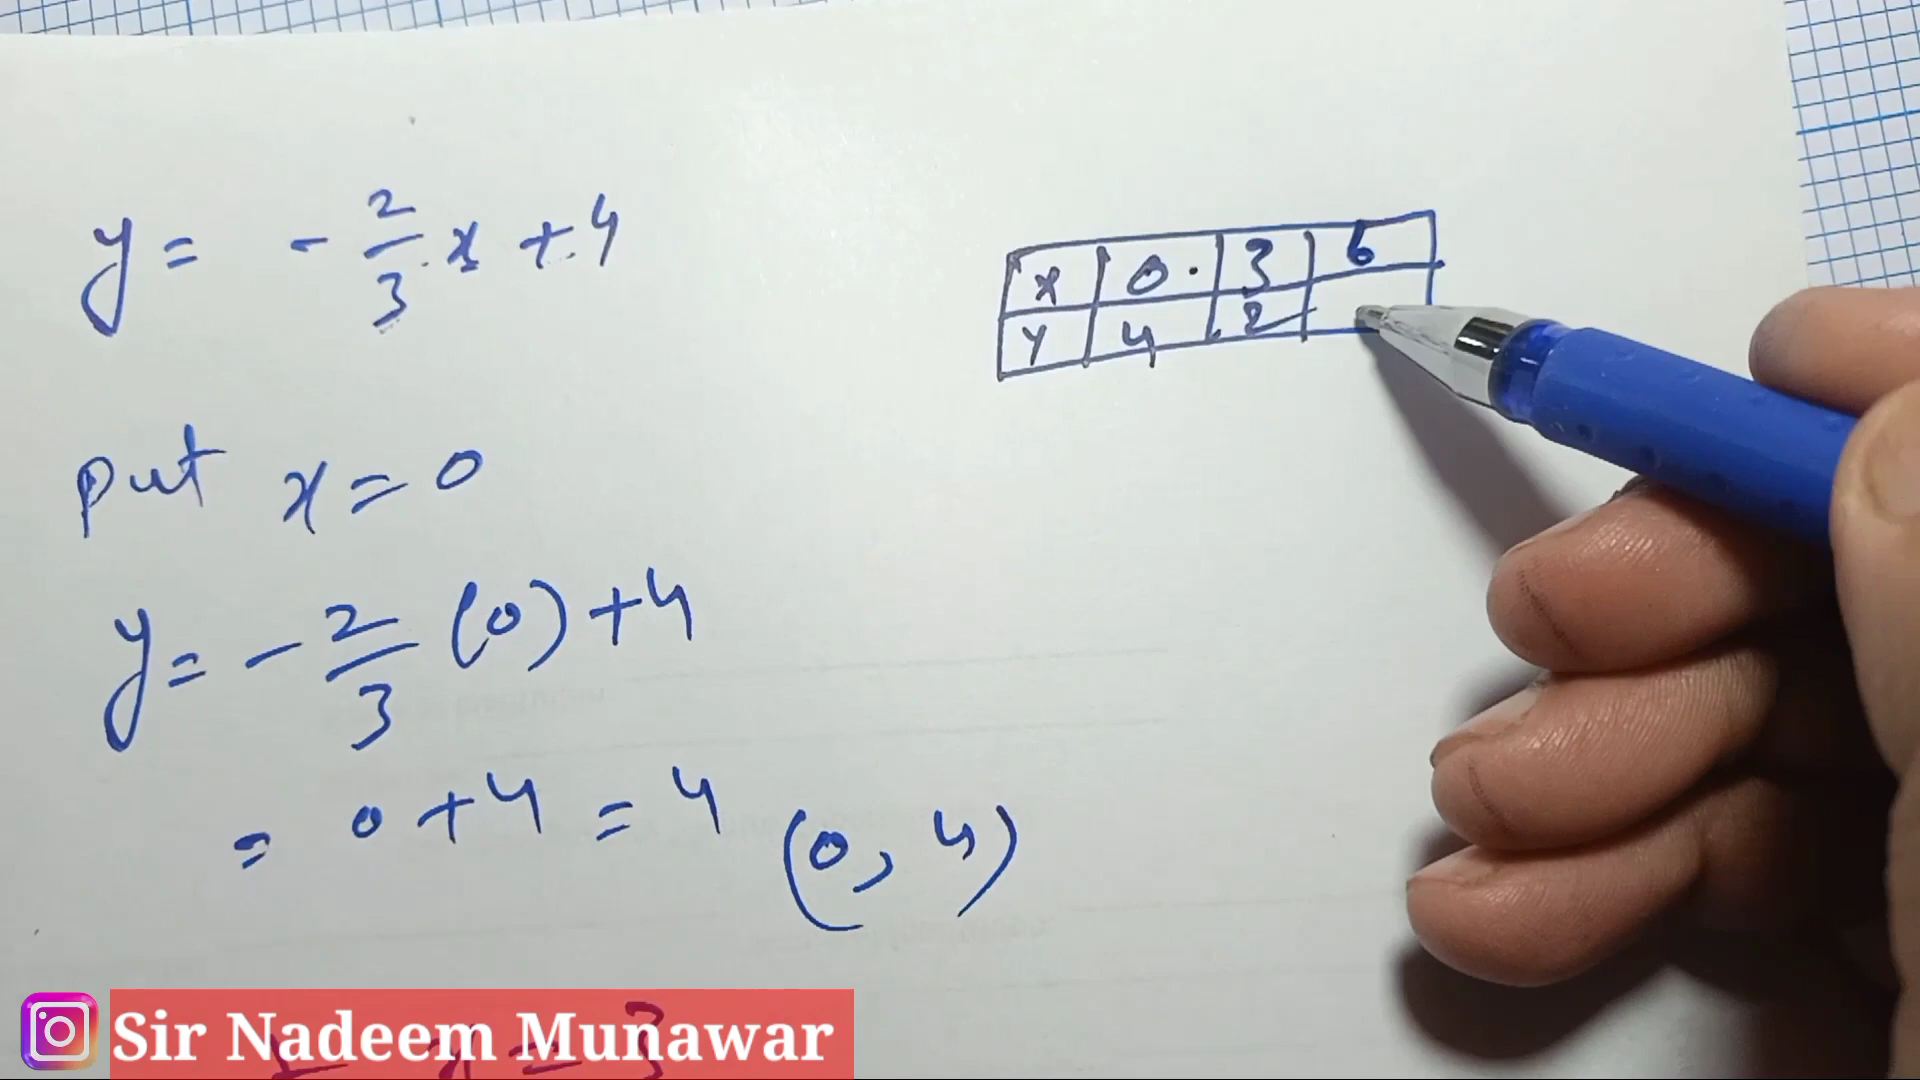 y = - 2/3 x + 4
x | 0 | 3 | 6
y | 4 | 2 |
Put x = 0
y = - 2/3 (0) + 4
= 0 + 4 = 4 (0, 4)
x = 3
Sir Nadeem Munawar